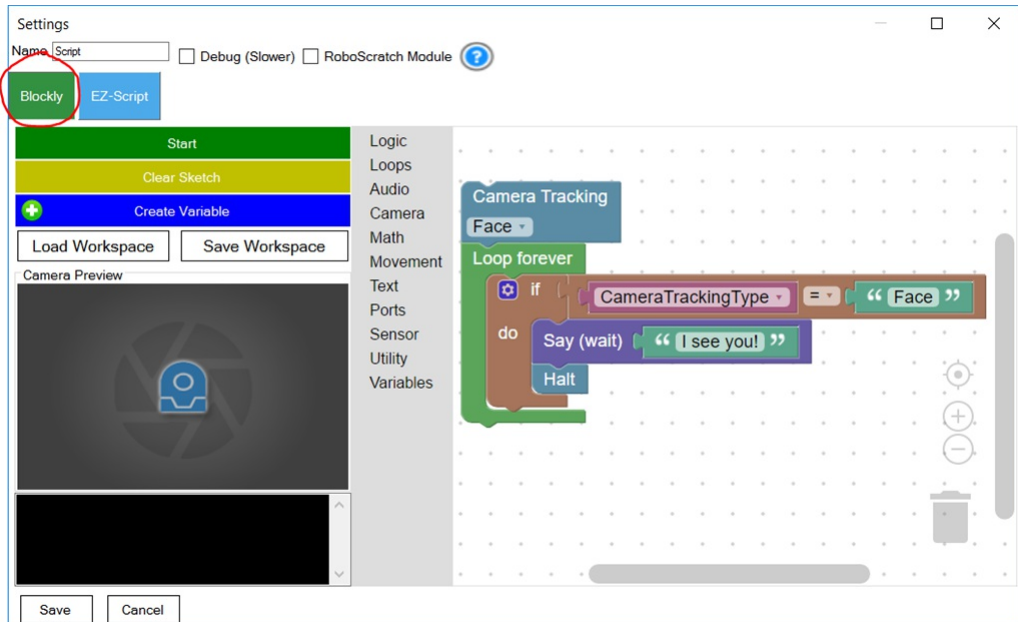 Settings
Name Script Debug (Slower) RoboScratch Module ?
Blockly EZ-Script
Start
Clear Sketch
Create Variable
Load Workspace Save Workspace
Camera Preview
Logic
Loops
Audio
Camera
Math
Movement
Text
Ports
Sensor
Utility
Variables
Camera Tracking
Face
Loop forever
if CameraTrackingType = “ Face ”
do Say (wait) “ I see you! ”
Halt
Save Cancel